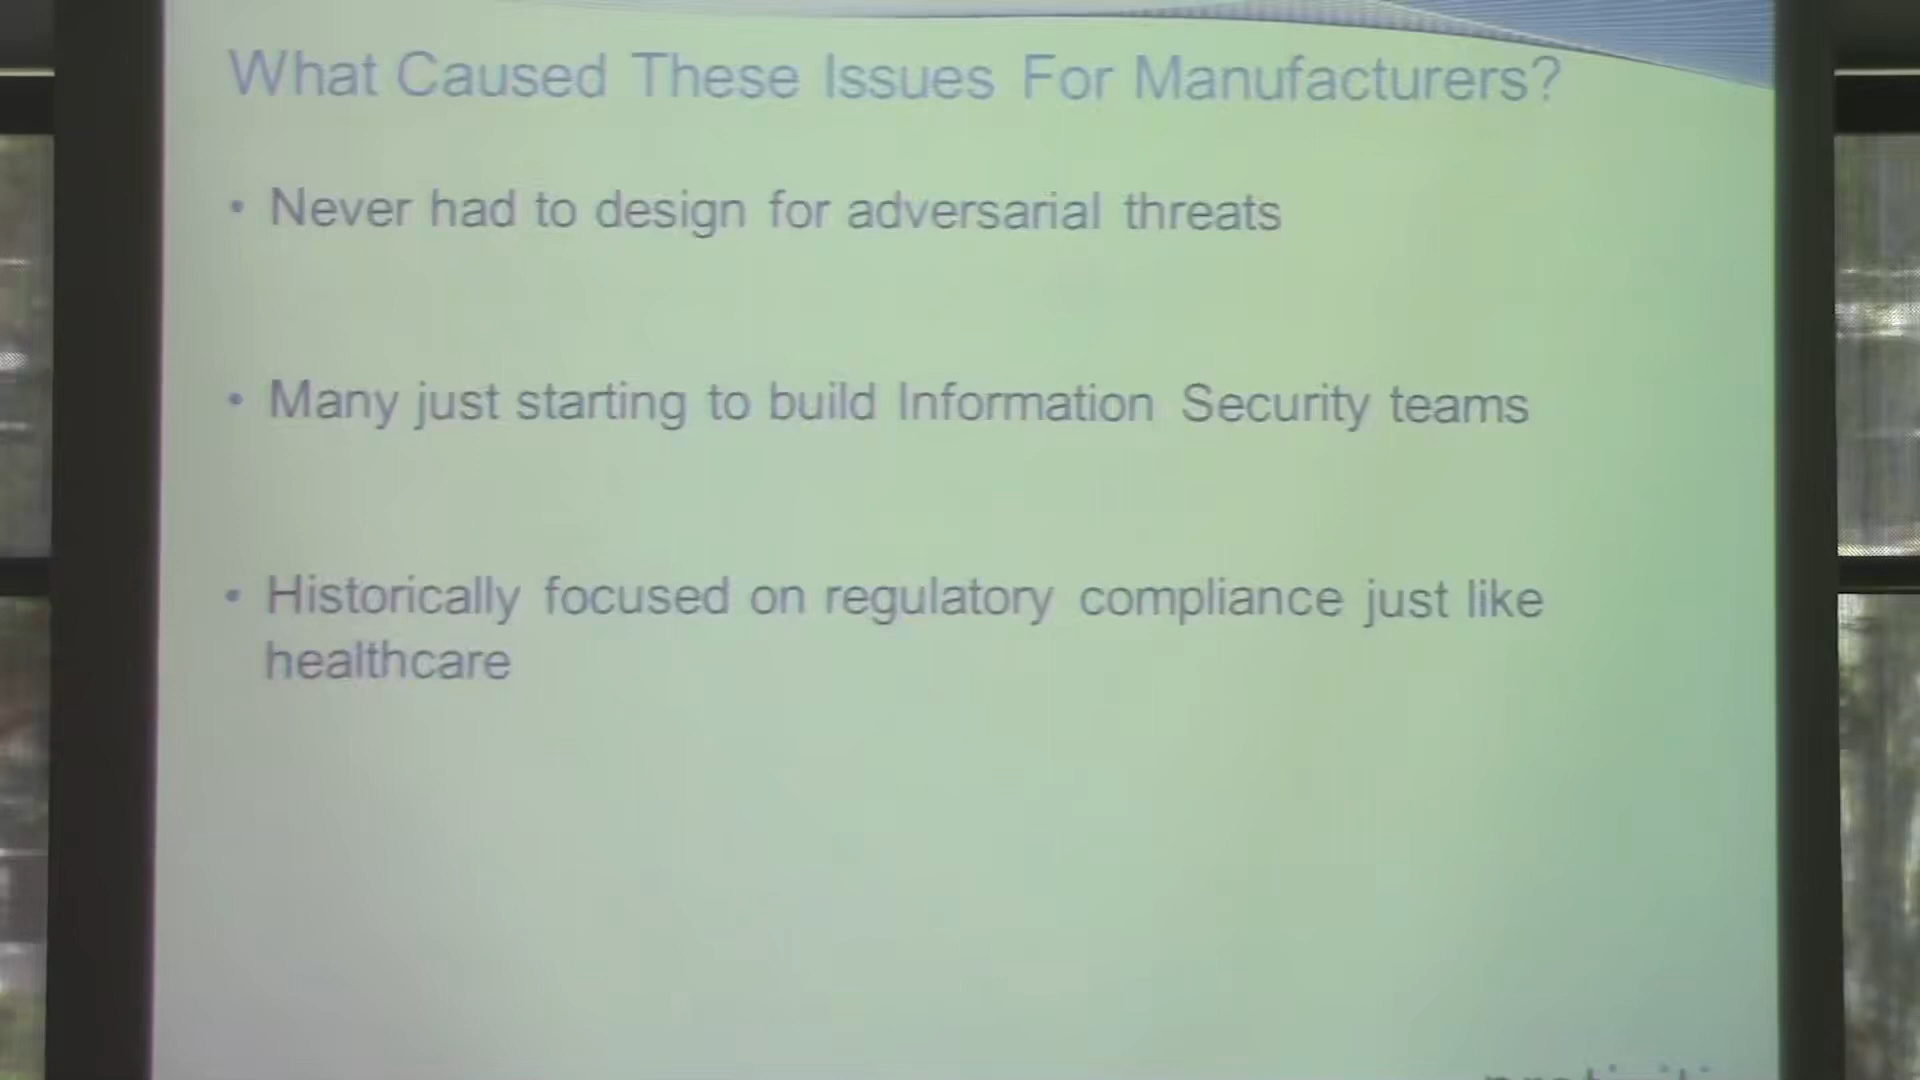 What Caused These Issues For Manufacturers?
• Never had to design for adversarial threats
• Many just starting to build Information Security teams
• Historically focused on regulatory compliance just like
healthcare